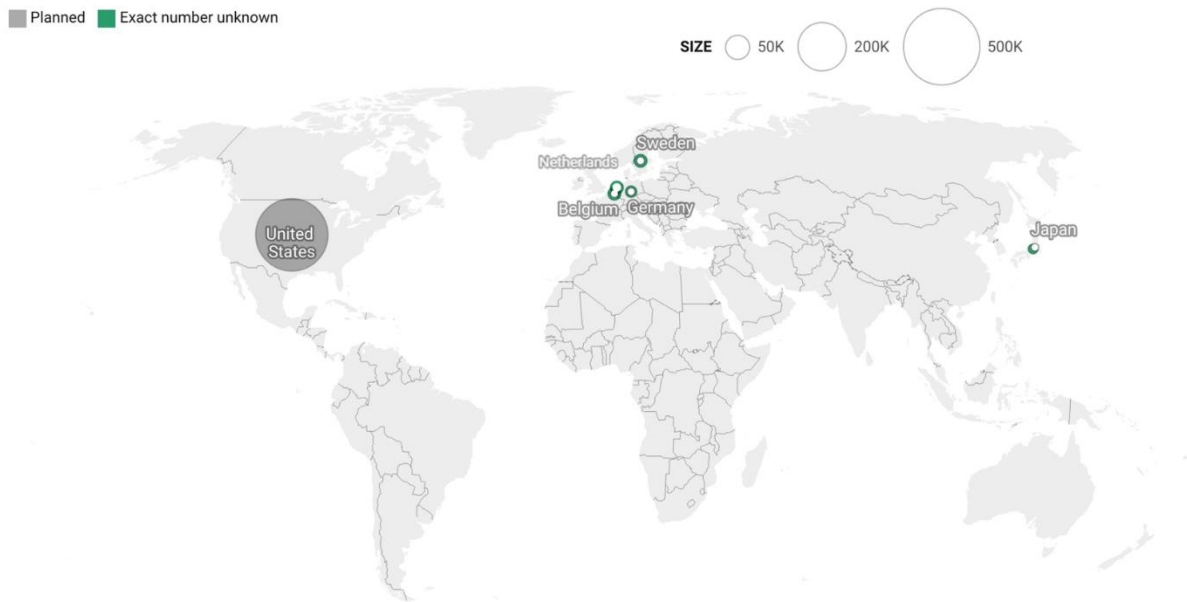 Planned Exact number unknown
SIZE 50K 200K 500K
Sweden
Netherlands
Belgium Germany
United
States
Japan